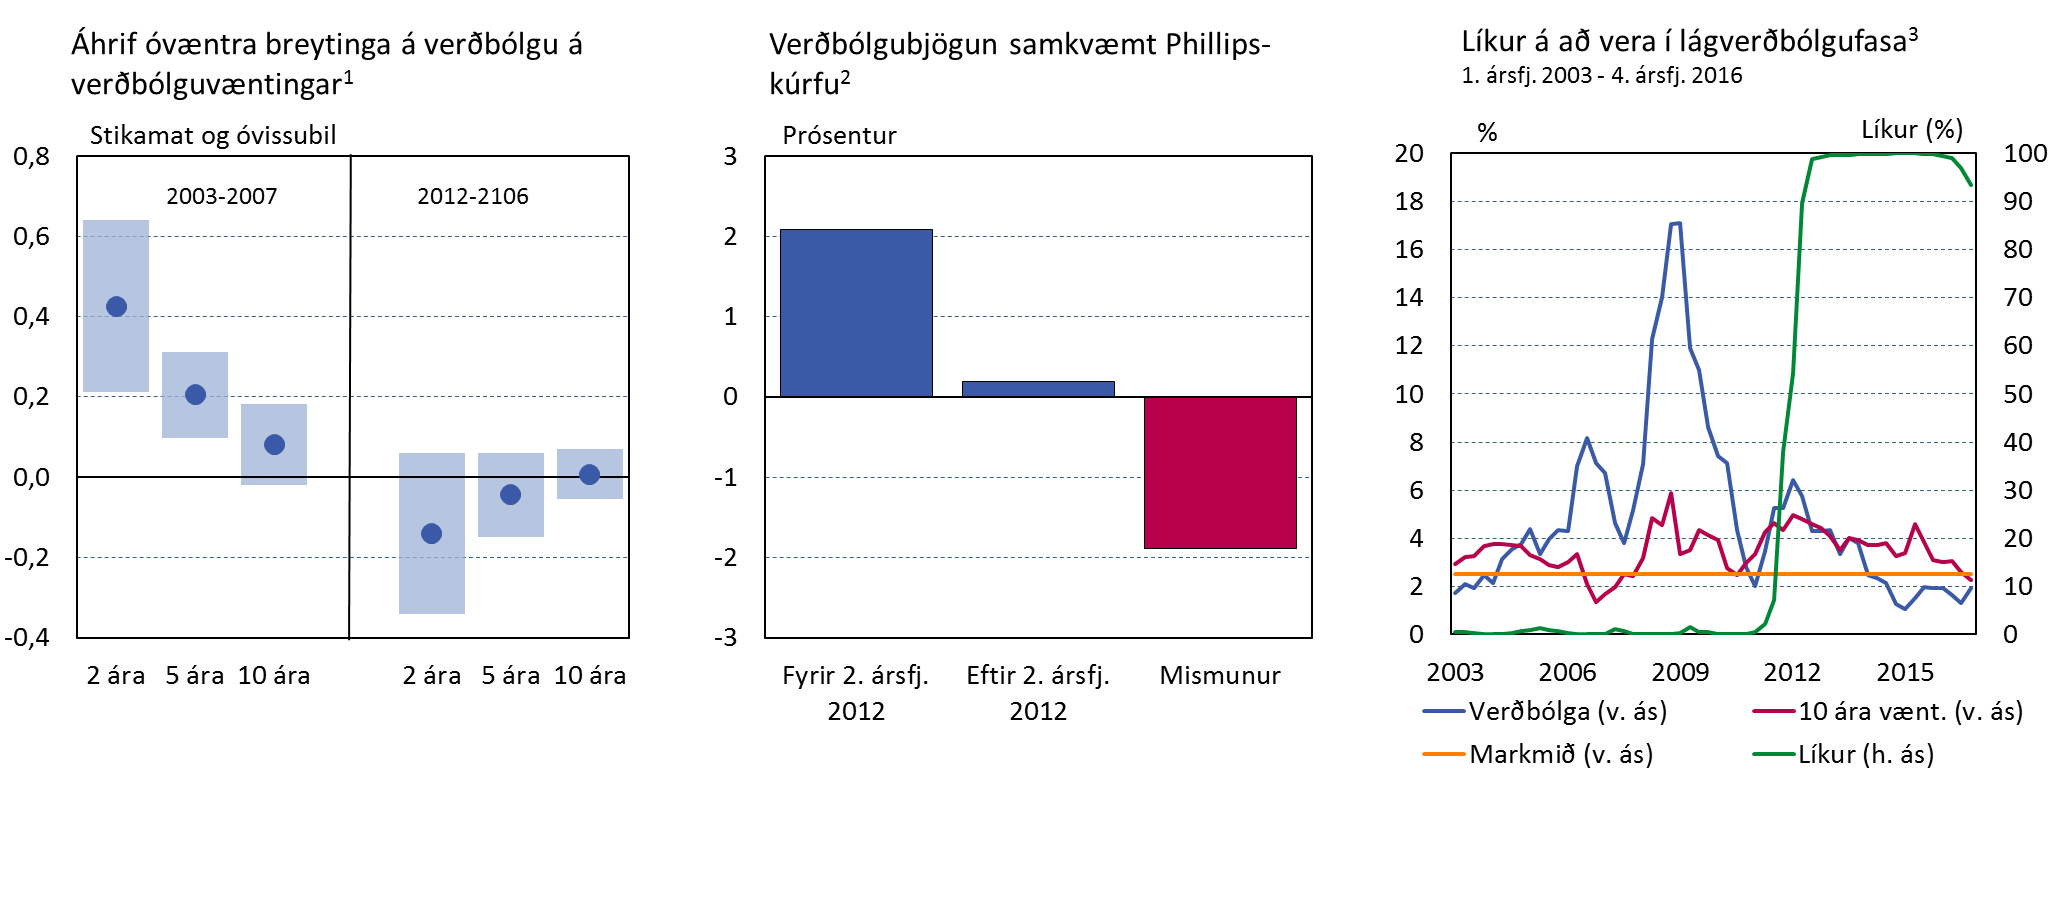 Áhrif óvæntra breytinga á verðbólgu á
verðbólguvæntingar¹
Stikamat og óvissubil
0,8
0,6
0,4
0,2
0,0
-0,2
-0,4
2003-2007
2012-2106
2 ára
5 ára
10 ára
2 ára
5 ára
10 ára
Verðbólgubjögun samkvæmt Phillips-
kúrfu²
Prósentur
3
2
1
0
-1
-2
-3
Fyrir 2. ársfj.
2012
Eftir 2. ársfj.
2012
Mismunur
Líkur á að vera í lágverðbólgufasa³
1. ársfj. 2003 - 4. ársfj. 2016
%
Líkur (%)
20
18
16
14
12
10
8
6
4
2
0
100
90
80
70
60
50
40
30
20
10
0
2003
2006
2009
2012
2015
Verðbólga (v. ás)
10 ára vænt. (v. ás)
Markmið (v. ás)
Líkur (h. ás)